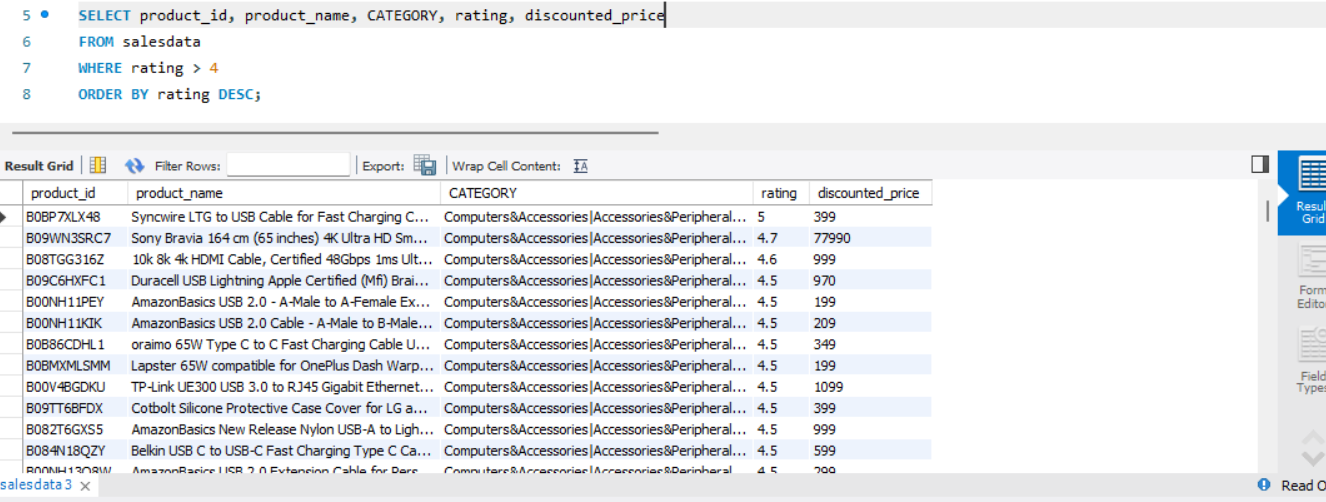 5 SELECT product_id, product_name, CATEGORY, rating, discounted_price
6 FROM salesdata
7 WHERE rating > 4
8 ORDER BY rating DESC;
Result Grid Filter Rows: Export: Wrap Cell Content:
product_id product_name CATEGORY rating discounted_price
B0BP7XLX48 Syncwire LTG to USB Cable for Fast Charging C... Computers&Accessories|Accessories&Peripheral... 5 399
B09WN3SRC7 Sony Bravia 164 cm (65 inches) 4K Ultra HD Sm... Computers&Accessories|Accessories&Peripheral... 4.7 77990
B08TGG316Z 10k 8k 4k HDMI Cable, Certified 48Gbps 1ms Ult... Computers&Accessories|Accessories&Peripheral... 4.6 999
B09C6HXFC1 Duracell USB Lightning Apple Certified (Mfi) Brai... Computers&Accessories|Accessories&Peripheral... 4.5 970
B00NH11PEY AmazonBasics USB 2.0 - A-Male to A-Female Ex... Computers&Accessories|Accessories&Peripheral... 4.5 199
B00NH11KIK AmazonBasics USB 2.0 Cable - A-Male to B-Male... Computers&Accessories|Accessories&Peripheral... 4.5 209
B0B86CDHL1 oraimo 65W Type C to C Fast Charging Cable U... Computers&Accessories|Accessories&Peripheral... 4.5 349
B0BMXMLSMM Lapster 65W compatible for OnePlus Dash Warp... Computers&Accessories|Accessories&Peripheral... 4.5 199
B00V4BGDKU TP-Link UE300 USB 3.0 to RJ45 Gigabit Ethernet... Computers&Accessories|Accessories&Peripheral... 4.5 1099
B09TT6BFDX Cotbolt Silicone Protective Case Cover for LG a... Computers&Accessories|Accessories&Peripheral... 4.5 399
B082T6GXS5 AmazonBasics New Release Nylon USB-A to Ligh... Computers&Accessories|Accessories&Peripheral... 4.5 999
B084N18QZY Belkin USB C to USB-C Fast Charging Type C Ca... Computers&Accessories|Accessories&Peripheral... 4.5 599
B00NH13Q8W AmazonBasics USB 2.0 Extension Cable for Pers... Computers&Accessories|Accessories&Peripheral... 4.5 299
Resul
Grid
Form
Edito
Field
Types
salesdata 3
Read O